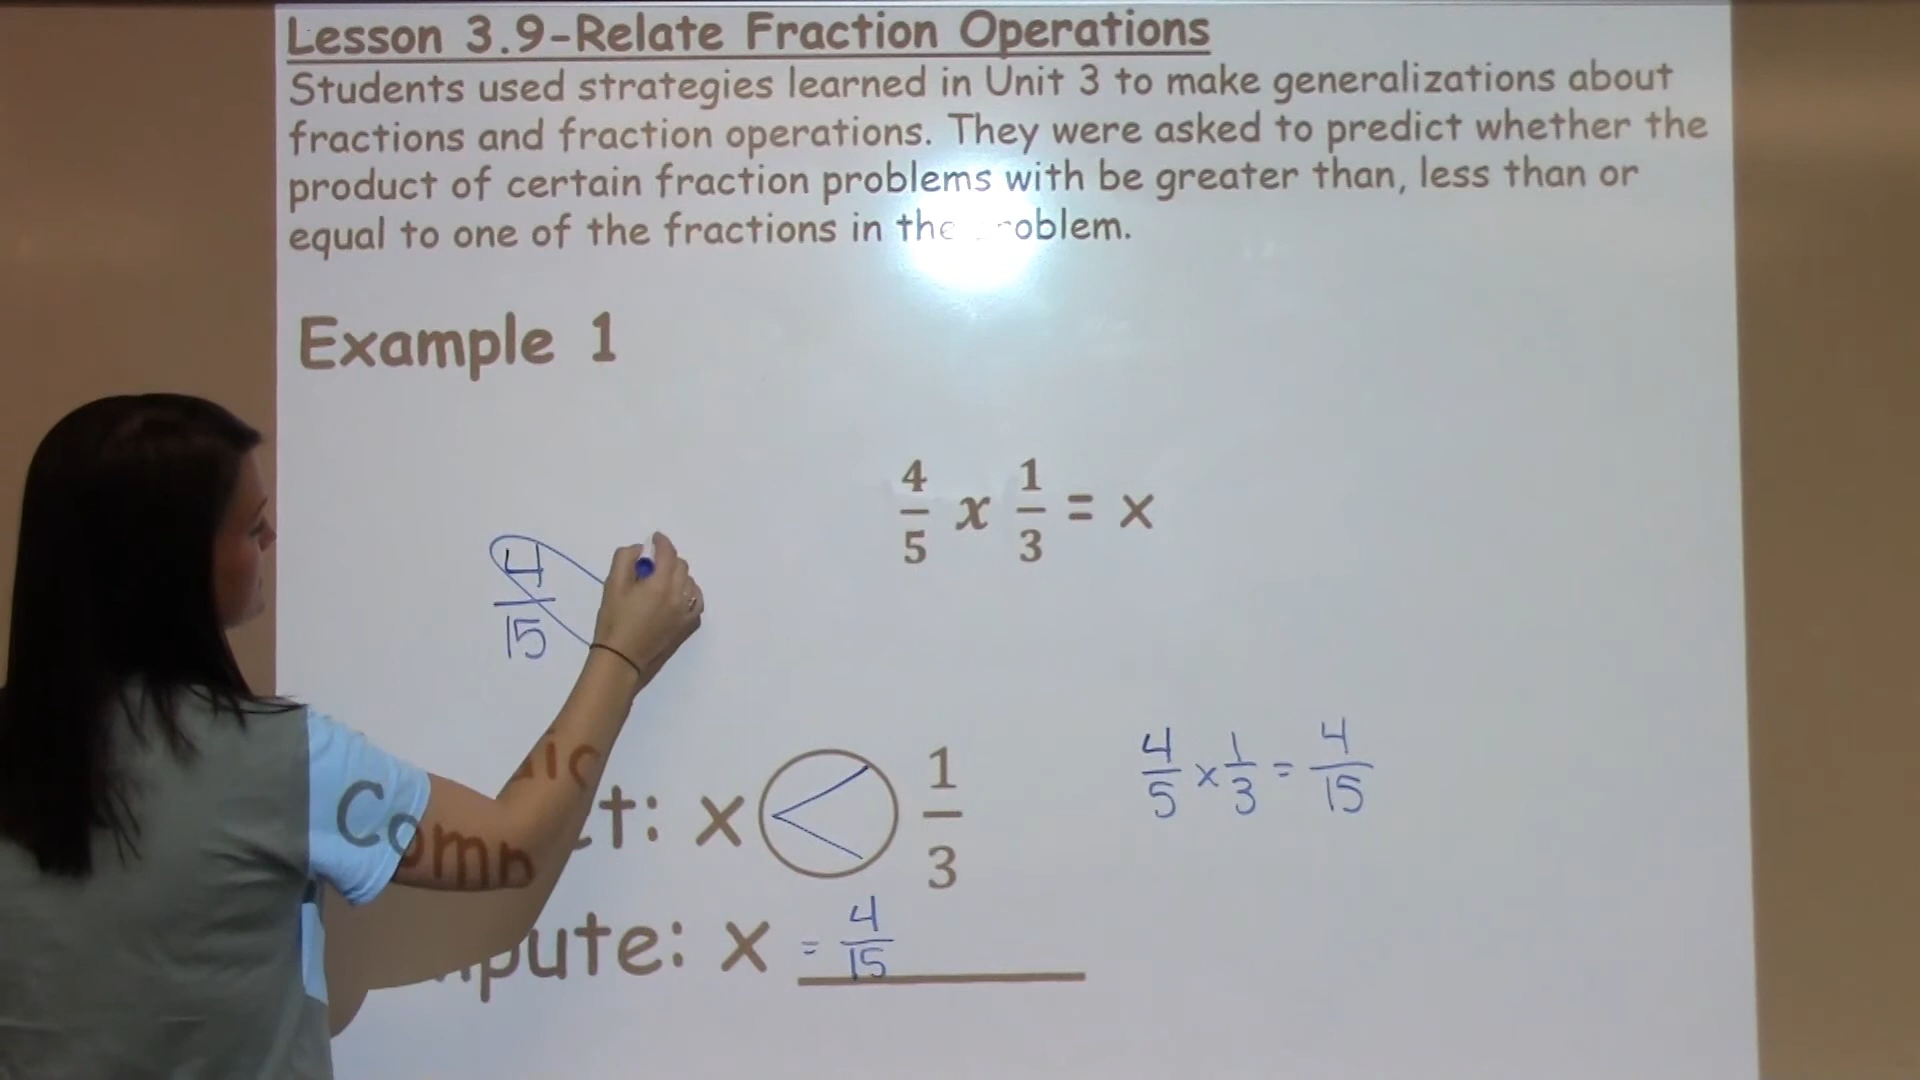 Lesson 3.9-Relate Fraction Operations
Students used strategies learned in Unit 3 to make generalizations about
fractions and fraction operations. They were asked to predict whether the
product of certain fraction problems with be greater than, less than or
equal to one of the fractions in the problem.
Example 1
4/5 x 1/3 = x
4/15
x < 1/3
4/5 x 1/3 = 4/15
x = 4/15